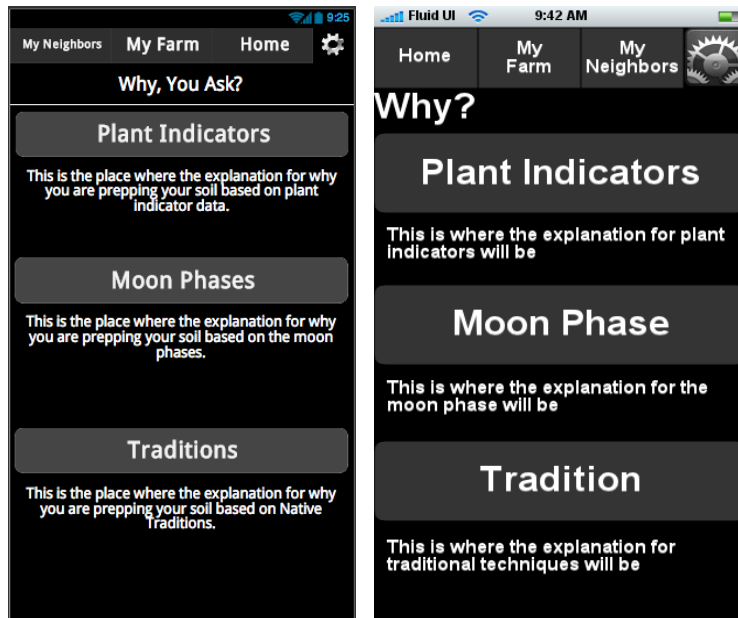 9:25
My Neighbors My Farm Home
Why, You Ask?
Plant Indicators
This is the place where the explanation for why
you are prepping your soil based on plant
indicator data.
Moon Phases
This is the place where the explanation for why
you are prepping your soil based on the moon
phases.
Traditions
This is the place where the explanation for why
you are prepping your soil based on Native
Traditions.
Fluid UI 9:42 AM
Home My Farm My Neighbors
Why?
Plant Indicators
This is where the explanation for plant
indicators will be
Moon Phase
This is where the explanation for the
moon phase will be
Tradition
This is where the explanation for
traditional techniques will be